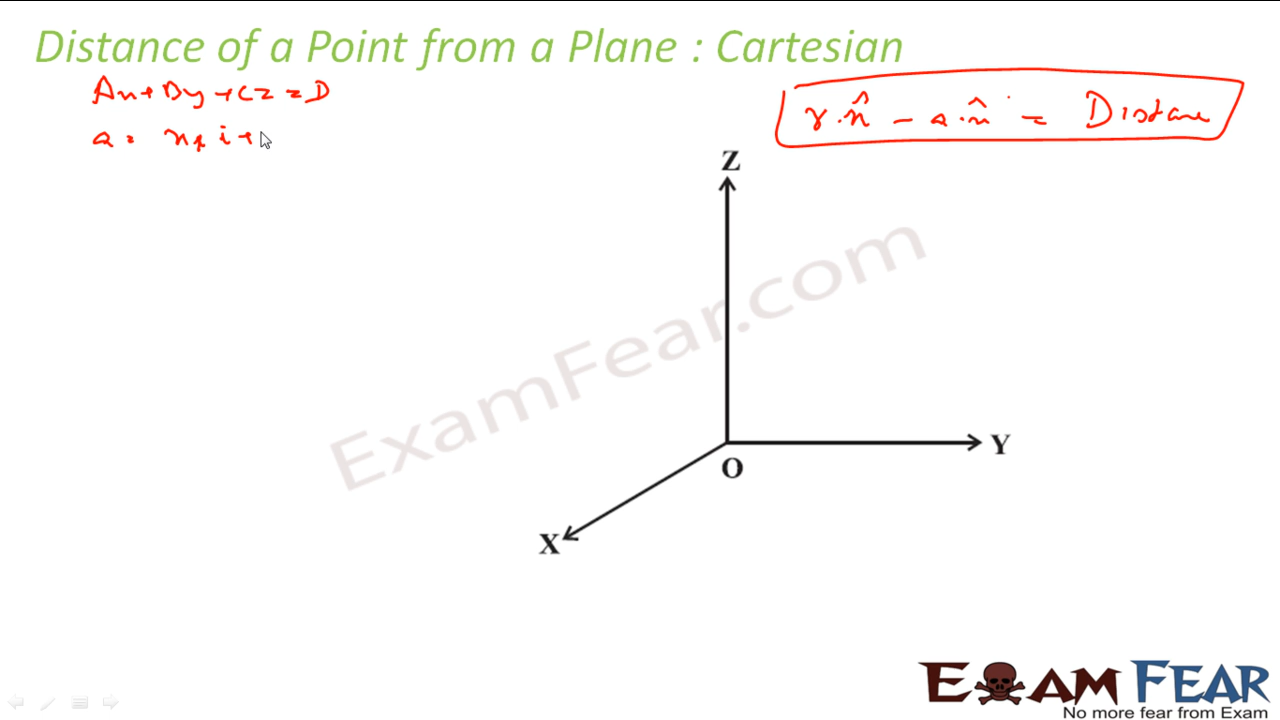 Distance of a Point from a Plane : Cartesian
Ax + By + Cz = D
r.n̂ - a.n̂ = Distance
a = x₁ i +
Z
ExamFear.com
Y
O
X
EXAM FEAR
No more fear from Exam